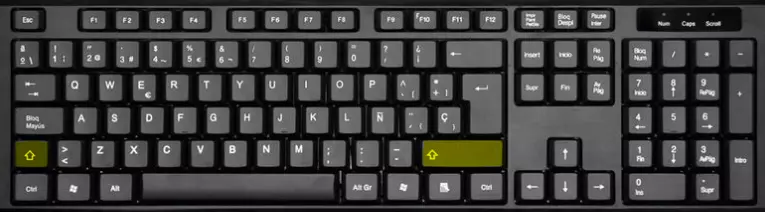 Esc F1 F2 F3 F4 F5 F6 F7 F8 F9 F10 F11 F12 Impr Pant PetSis Bloq Despl Pausa Inter Num Caps Scroll
ª º \ ! 1 " 2 @ 3 # $ 4 % 5 € & 6 / 7 ( 8 ) 9 = 0 ? ' ¿ ¡ ← Insert Inicio Re Pág Bloq Num / * -
Q W E € R T Y U I O P ^ ` [ * + ] Supr Fin Av Pág 7 Inicio 8 ↑ 9 RePág +
Bloq Mayús A S D F G H J K L Ñ ¨ ´ { Ç } 4 ← 5 6 →
> < Z X C V B N M ; , : . _ - ↑ 1 Fin 2 ↓ 3 AvPág Intro
Ctrl Alt Alt Gr Ctrl ← ↓ → 0 Ins . Supr